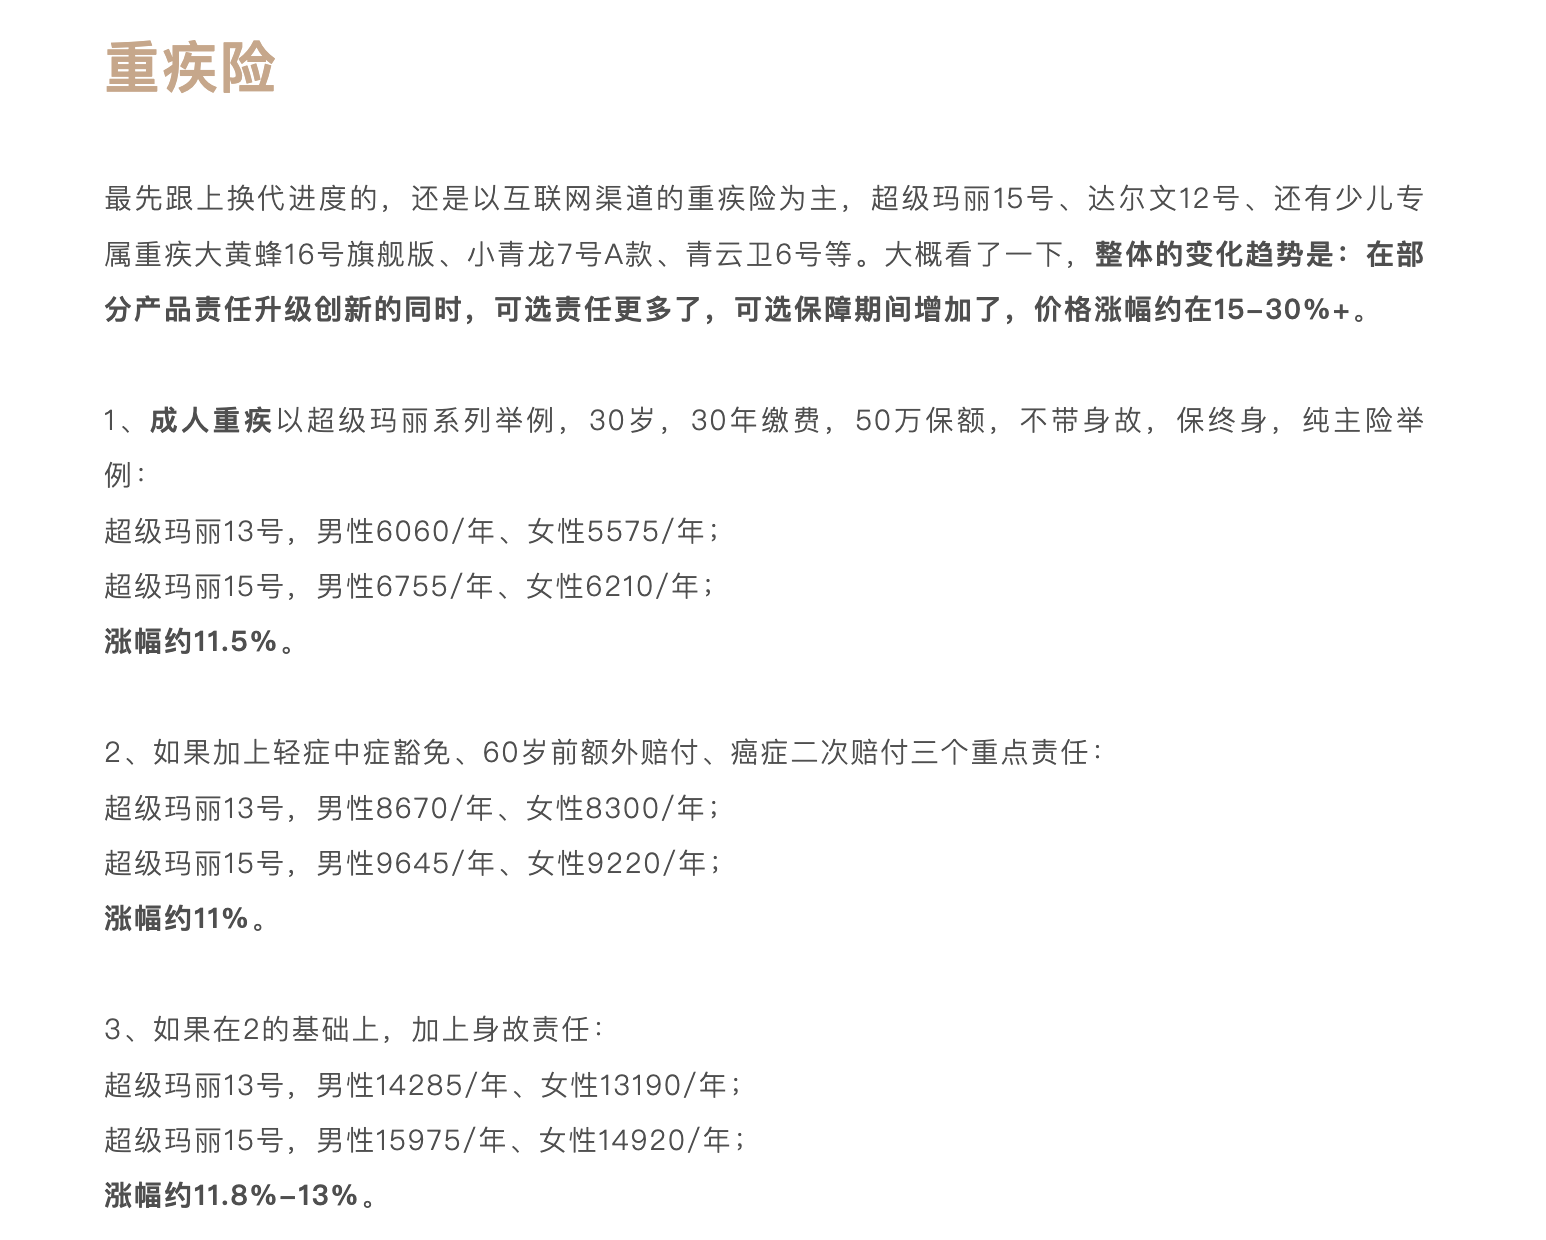 重疾险
最先跟上换代进度的，还是以互联网渠道的重疾险为主，超级玛丽15号、达尔文12号、还有少儿专
属重疾大黄蜂16号旗舰版、小青龙7号A款、青云卫6号等。大概看了一下，整体的变化趋势是：在部
分产品责任升级创新的同时，可选责任更多了，可选保障期间增加了，价格涨幅约在15-30%+。
1、成人重疾以超级玛丽系列举例，30岁，30年缴费，50万保额，不带身故，保终身，纯主险举
例：
超级玛丽13号，男性6060/年、女性5575/年；
超级玛丽15号，男性6755/年、女性6210/年；
涨幅约11.5%。
2、如果加上轻症中症豁免、60岁前额外赔付、癌症二次赔付三个重点责任：
超级玛丽13号，男性8670/年、女性8300/年；
超级玛丽15号，男性9645/年、女性9220/年；
涨幅约11%。
3、如果在2的基础上，加上身故责任：
超级玛丽13号，男性14285/年、女性13190/年；
超级玛丽15号，男性15975/年、女性14920/年；
涨幅约11.8%-13%。